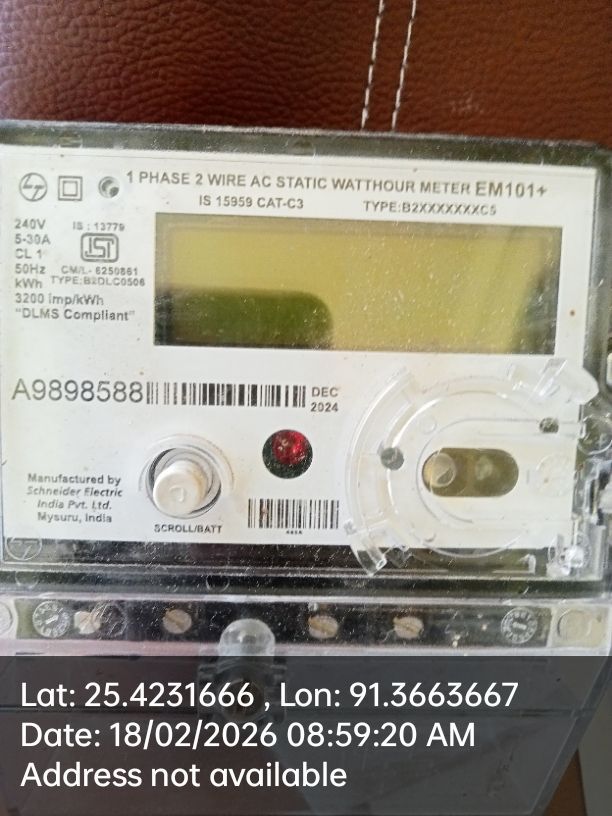 1 PHASE 2 WIRE AC STATIC WATTHOUR METER EM101+
IS 15959 CAT-C3 TYPE:B2XXXXXXXC5
240V IS : 13779
5-30A
CL 1
50Hz CM/L- 6250861
kWh TYPE:B2DLC0506
3200 imp/kWh
"DLMS Compliant"
A9898588
DEC
2024
Manufactured by
Schneider Electric
India Pvt. Ltd.
Mysuru, India
SCROLL/BATT
Lat: 25.4231666 , Lon: 91.3663667
Date: 18/02/2026 08:59:20 AM
Address not available